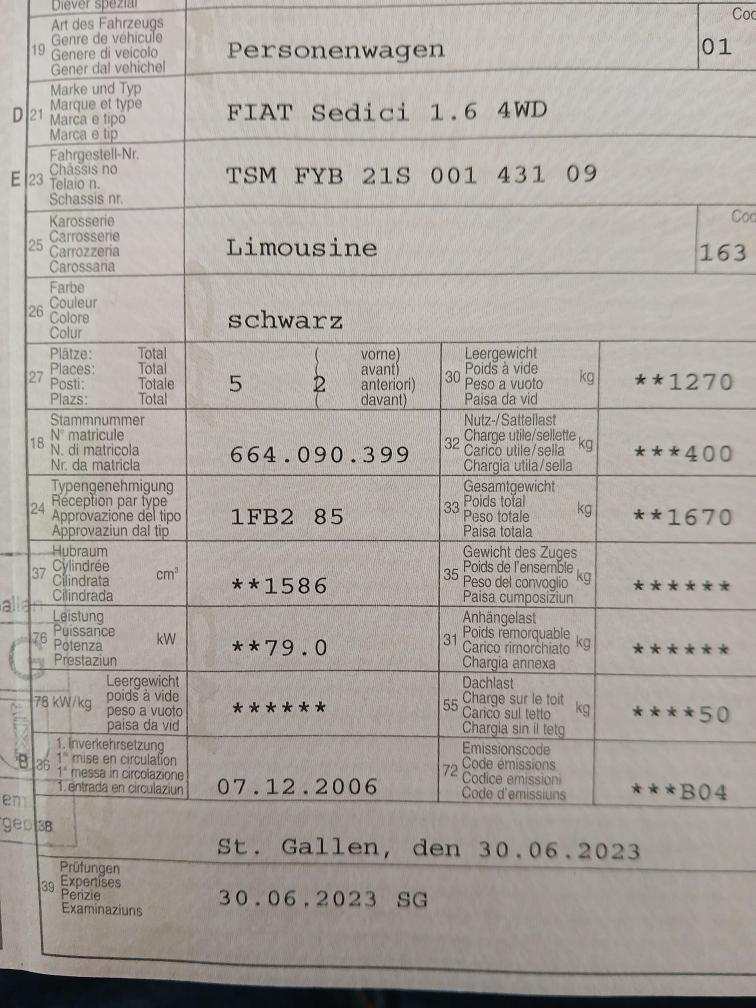 Diever spezial
19
Art des Fahrzeugs
Genre de véhicule
Genere di veicolo
Gener dal vehichel
Personenwagen
Cod
01
D 21
Marke und Typ
Marque et type
Marca e tipo
Marca e tip
FIAT Sedici 1.6 4WD
E 23
Fahrgestell-Nr.
Châssis no
Telaio n.
Schassis nr.
TSM FYB 21S 001 431 09
25
Karosserie
Carrosserie
Carrozzeria
Carossana
Limousine
Cod
163
26
Farbe
Couleur
Colore
Colur
schwarz
27
Plätze: Total
Places: Total
Posti: Totale
Plazs: Total
5 ( 2
vorne)
avant)
anteriori)
davant)
30
Leergewicht
Poids à vide
Peso a vuoto
Paisa da vid
kg
**1270
18
Stammnummer
N° matricule
N. di matricola
Nr. da matricla
664.090.399
32
Nutz-/Sattellast
Charge utile/sellette
Carico utile/sella
Chargia utila/sella
kg
***400
24
Typengenehmigung
Réception par type
Approvazione del tipo
Approvaziun dal tip
1FB2 85
33
Gesamtgewicht
Poids total
Peso totale
Paisa totala
kg
**1670
37
Hubraum
Cylindrée
Cilindrata
Cilindrada
cm³
**1586
35
Gewicht des Zuges
Poids de l'ensemble
Peso del convoglio
Paisa cumposiziun
kg
******
76
Leistung
Puissance
Potenza
Prestaziun
kW
**79.0
31
Anhängelast
Poids remorquable
Carico rimorchiato
Chargia annexa
kg
******
78 kW/kg
Leergewicht
poids à vide
peso a vuoto
paisa da vid
******
55
Dachlast
Charge sur le toit
Carico sul tetto
Chargia sin il tetg
kg
****50
B 36
1. Inverkehrsetzung
1re mise en circulation
1a messa in circolazione
1. entrada en circulaziun
07.12.2006
72
Emissionscode
Code émissions
Codice emissioni
Code d'emissiuns
***B04
38
St. Gallen, den 30.06.2023
39
Prüfungen
Expertises
Perizie
Examinaziuns
30.06.2023 SG